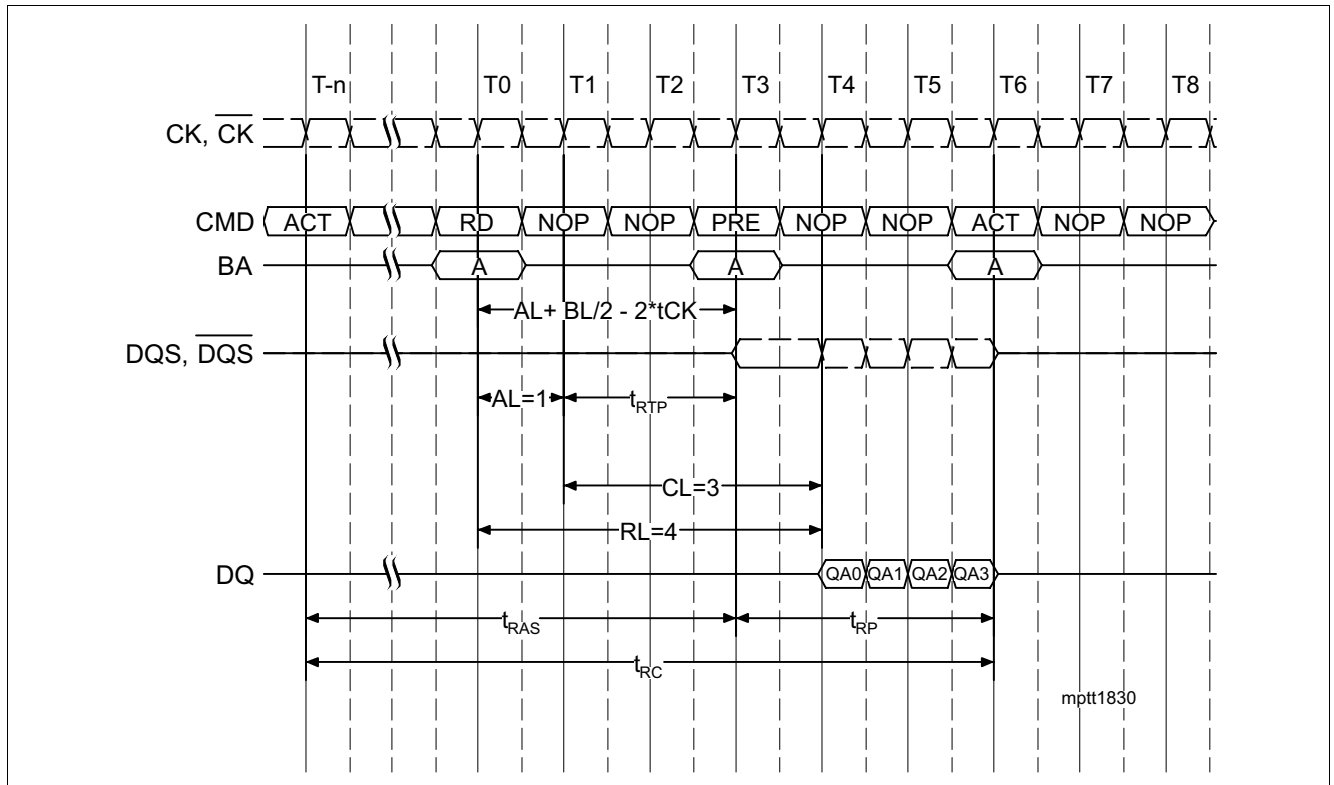 T-n T0 T1 T2 T3 T4 T5 T6 T7 T8
CK, C̅K̅
CMD ACT RD NOP NOP PRE NOP NOP ACT NOP NOP
BA A A A
AL+ BL/2 - 2*tCK
DQS, D̅Q̅S̅
AL=1 tRTP
CL=3
RL=4
DQ QA0 QA1 QA2 QA3
tRAS tRP
tRC
mptt1830